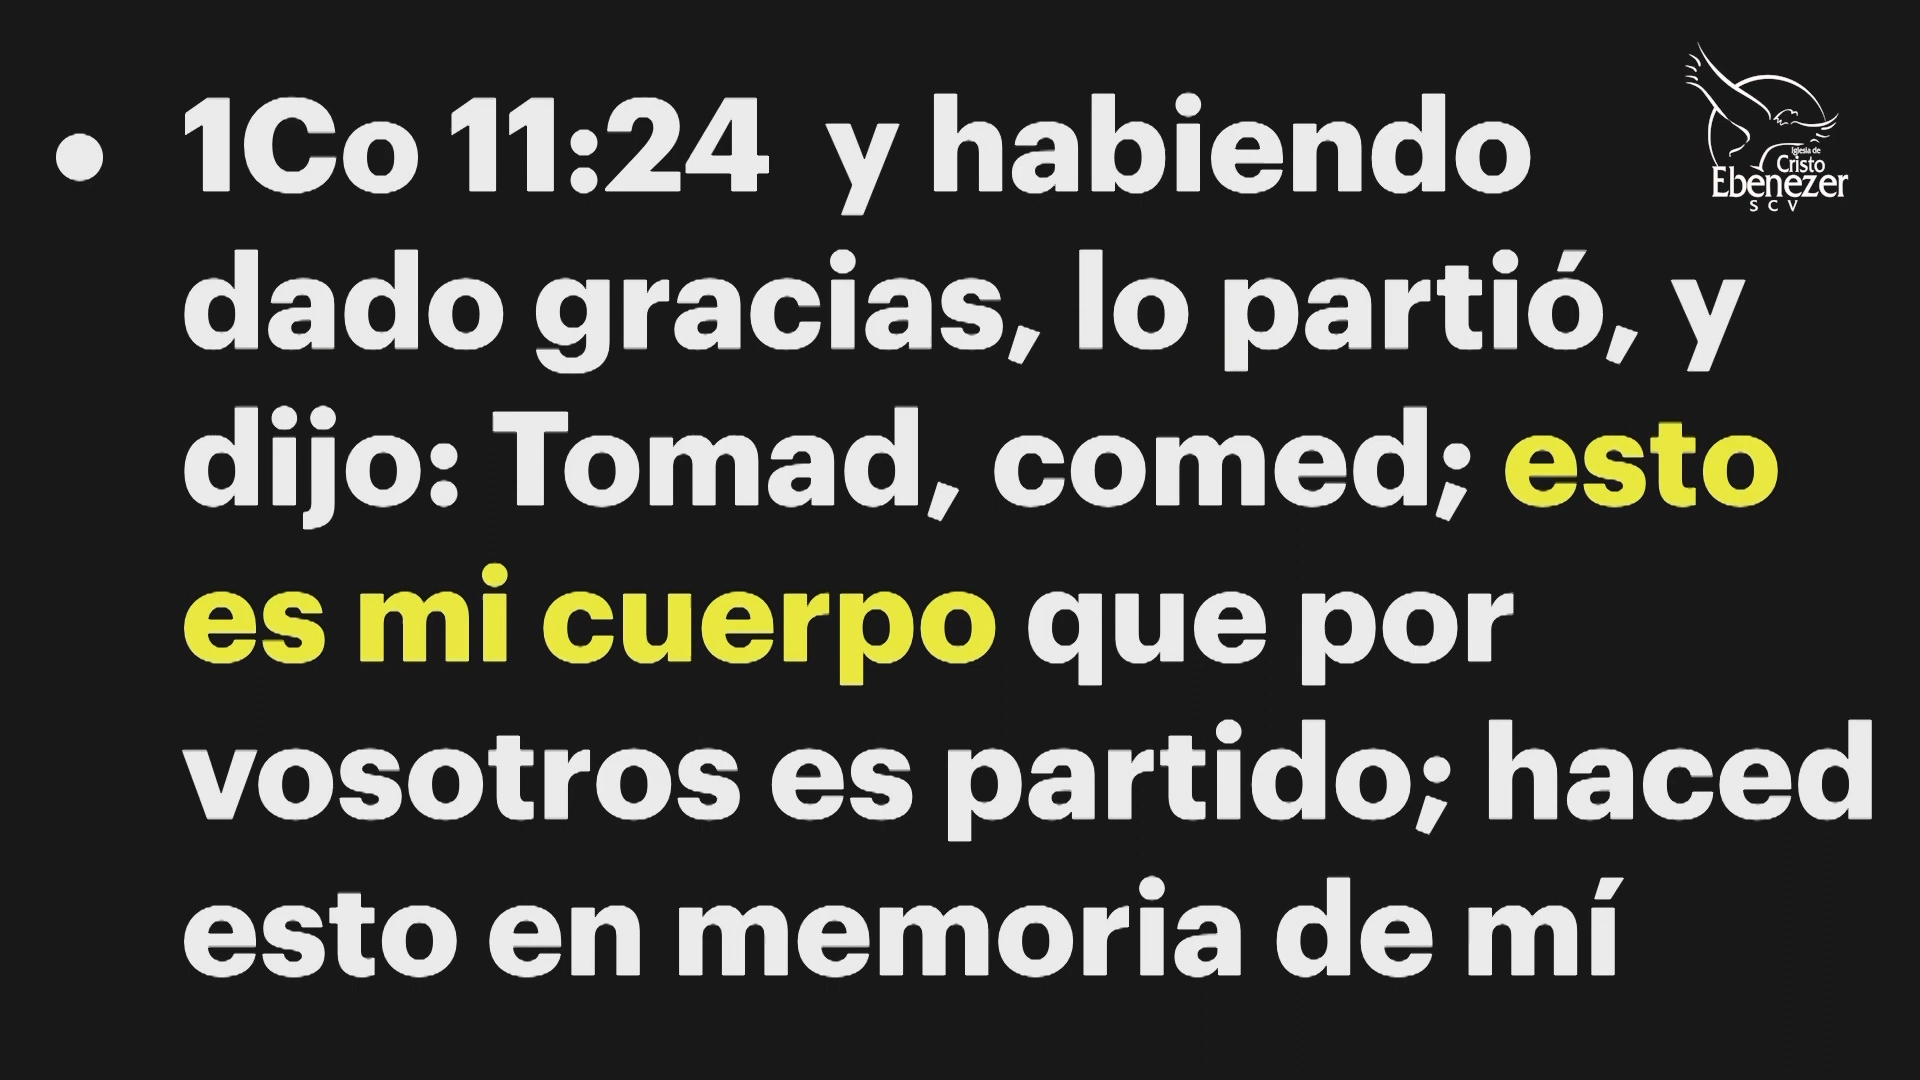 • 1Co 11:24 y habiendo
dado gracias, lo partió, y
dijo: Tomad, comed; esto
es mi cuerpo que por
vosotros es partido; haced
esto en memoria de mí
Iglesia de
Cristo
Ebenezer
SCV